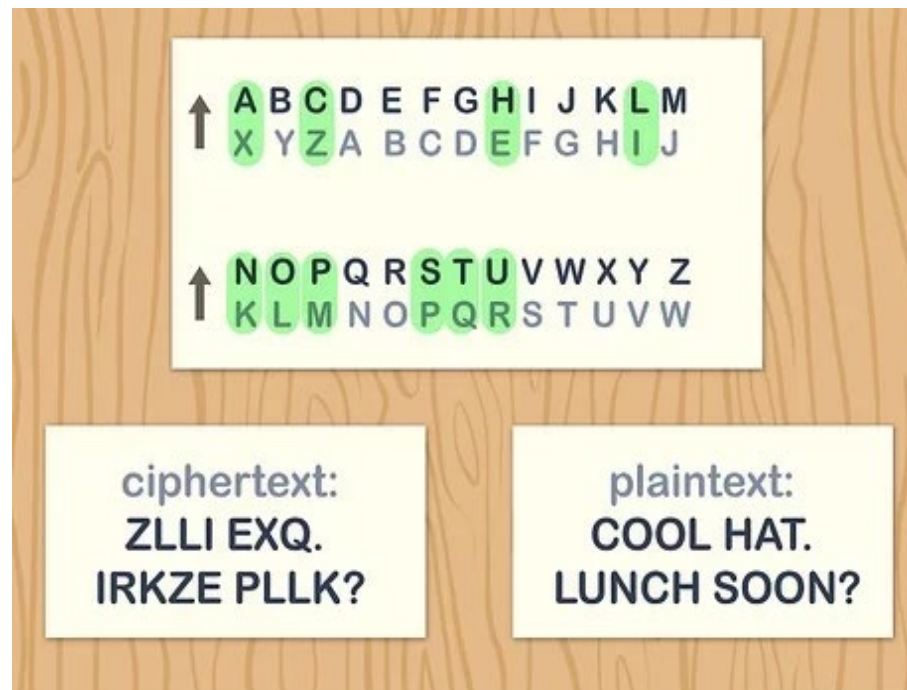 A B C D E F G H I J K L M
X Y Z A B C D E F G H I J
N O P Q R S T U V W X Y Z
K L M N O P Q R S T U V W
ciphertext:
ZLLI EXQ.
IRKZE PLLK?
plaintext:
COOL HAT.
LUNCH SOON?